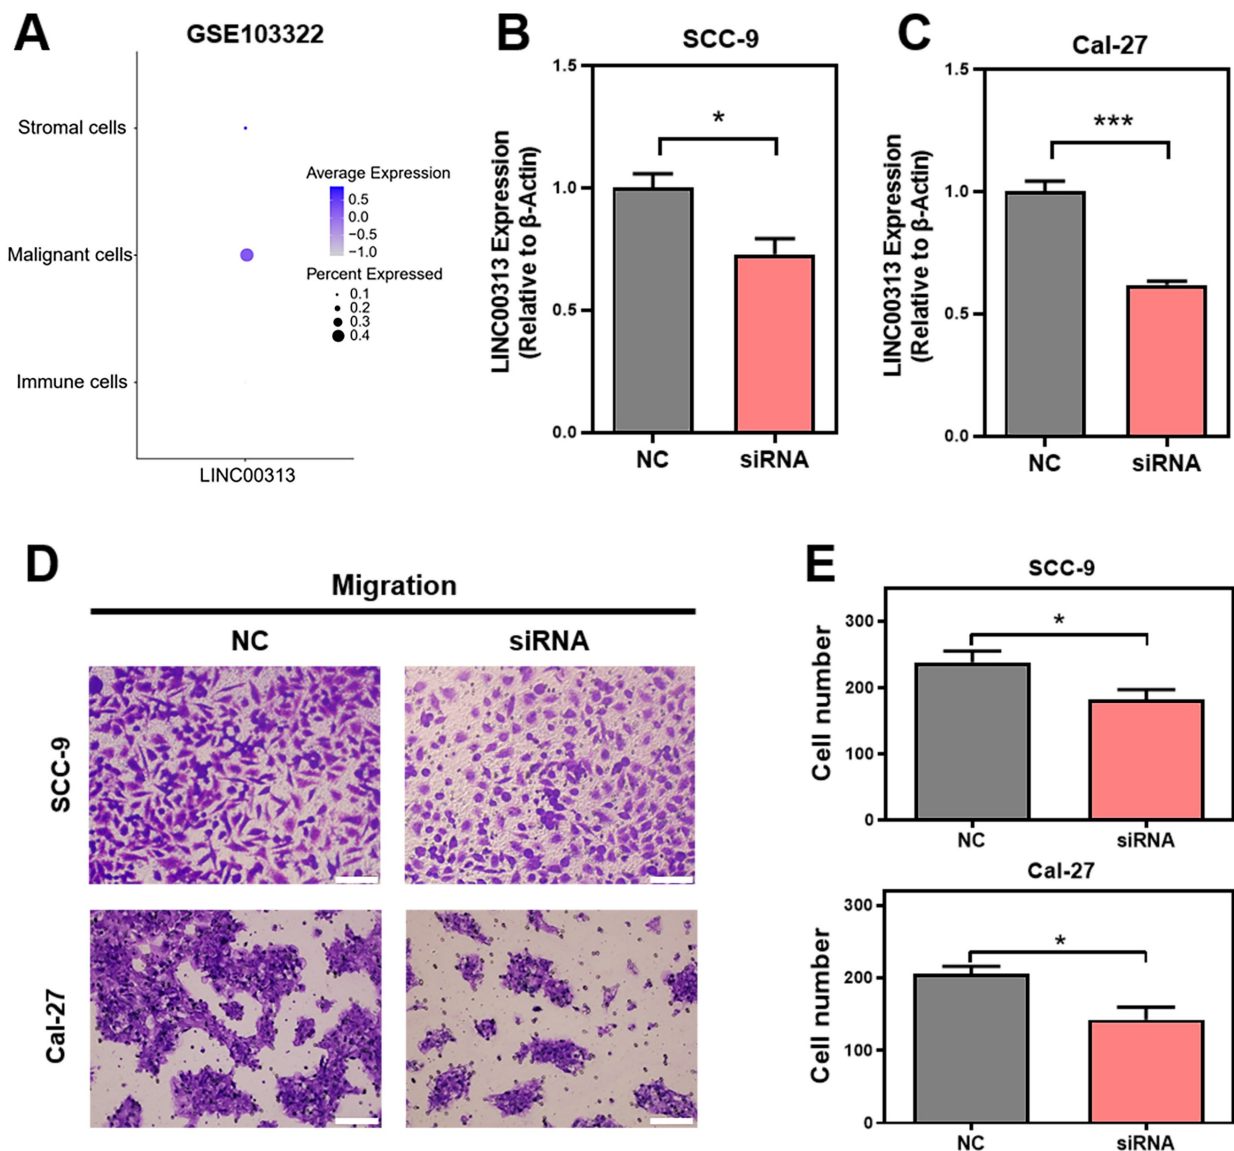 A
GSE103322
Stromal cells
Malignant cells
Immune cells
LINC00313
Average Expression
0.5
0.0
−0.5
−1.0
Percent Expressed
0.1
0.2
0.3
0.4
B
SCC-9
LINC00313 Expression
(Relative to β-Actin)
1.5
1.0
0.5
0.0
*
NC
siRNA
C
Cal-27
LINC00313 Expression
(Relative to β-Actin)
1.5
1.0
0.5
0.0
***
NC
siRNA
D
Migration
NC
siRNA
SCC-9
Cal-27
E
SCC-9
Cell number
300
200
100
0
*
NC
siRNA
Cal-27
Cell number
300
200
100
0
*
NC
siRNA